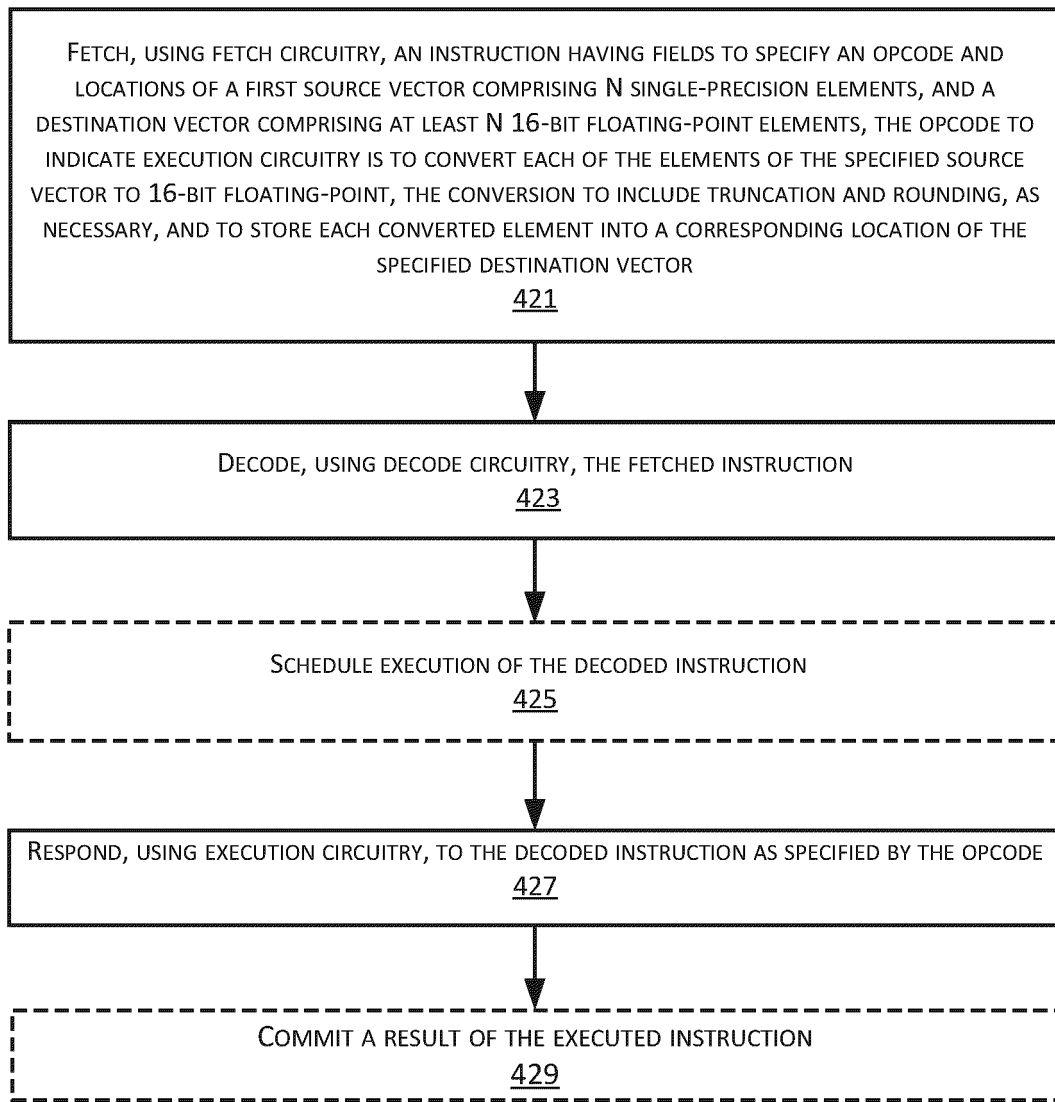 FETCH, USING FETCH CIRCUITRY, AN INSTRUCTION HAVING FIELDS TO SPECIFY AN OPCODE AND
LOCATIONS OF A FIRST SOURCE VECTOR COMPRISING N SINGLE-PRECISION ELEMENTS, AND A
DESTINATION VECTOR COMPRISING AT LEAST N 16-BIT FLOATING-POINT ELEMENTS, THE OPCODE TO
INDICATE EXECUTION CIRCUITRY IS TO CONVERT EACH OF THE ELEMENTS OF THE SPECIFIED SOURCE
VECTOR TO 16-BIT FLOATING-POINT, THE CONVERSION TO INCLUDE TRUNCATION AND ROUNDING, AS
NECESSARY, AND TO STORE EACH CONVERTED ELEMENT INTO A CORRESPONDING LOCATION OF THE
SPECIFIED DESTINATION VECTOR
421
DECODE, USING DECODE CIRCUITRY, THE FETCHED INSTRUCTION
423
SCHEDULE EXECUTION OF THE DECODED INSTRUCTION
425
RESPOND, USING EXECUTION CIRCUITRY, TO THE DECODED INSTRUCTION AS SPECIFIED BY THE OPCODE
427
COMMIT A RESULT OF THE EXECUTED INSTRUCTION
429